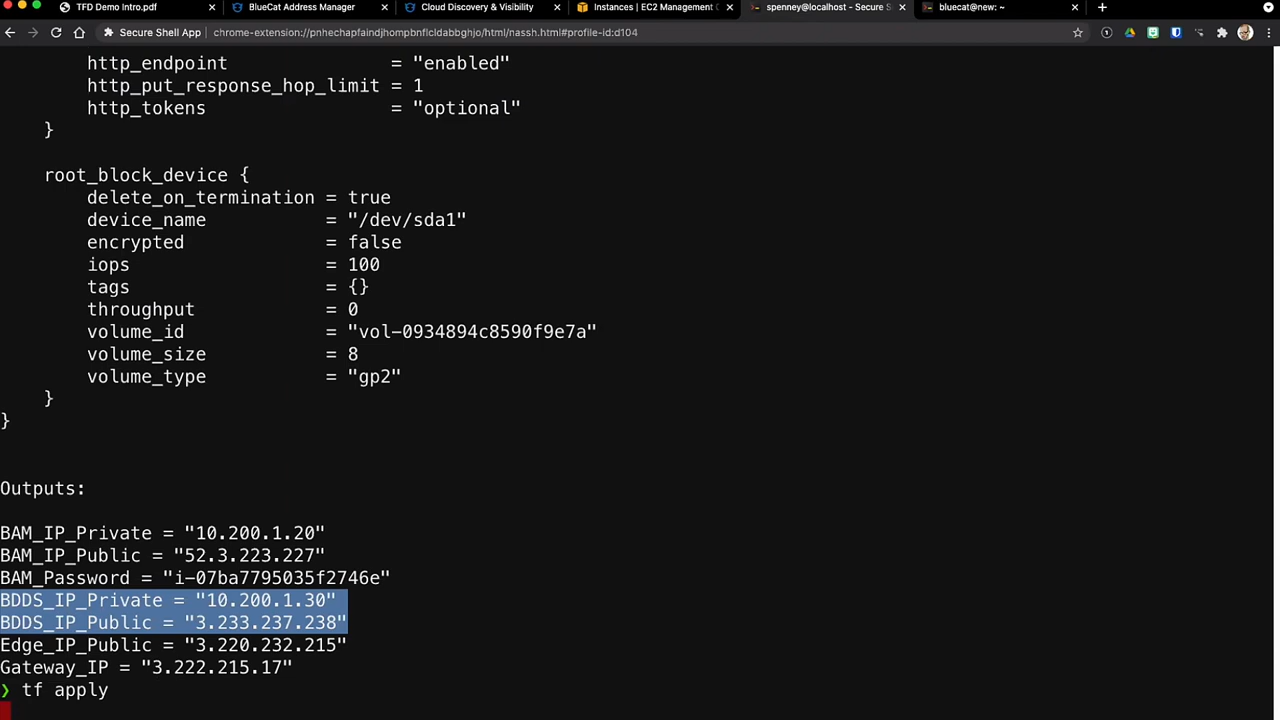 TFD Demo Intro.pdf
BlueCat Address Manager
Cloud Discovery & Visibility
Instances | EC2 Management C
spenney@localhost - Secure S
bluecat@new: ~
Secure Shell App
chrome-extension://pnhechapfaindjhompbnflcldabbghjo/html/nassh.html#profile-id:d104
http_endpoint = "enabled"
http_put_response_hop_limit = 1
http_tokens = "optional"
}
root_block_device {
delete_on_termination = true
device_name = "/dev/sda1"
encrypted = false
iops = 100
tags = {}
throughput = 0
volume_id = "vol-0934894c8590f9e7a"
volume_size = 8
volume_type = "gp2"
}
}
Outputs:
BAM_IP_Private = "10.200.1.20"
BAM_IP_Public = "52.3.223.227"
BAM_Password = "i-07ba7795035f2746e"
BDDS_IP_Private = "10.200.1.30"
BDDS_IP_Public = "3.233.237.238"
Edge_IP_Public = "3.220.232.215"
Gateway_IP = "3.222.215.17"
❯ tf apply